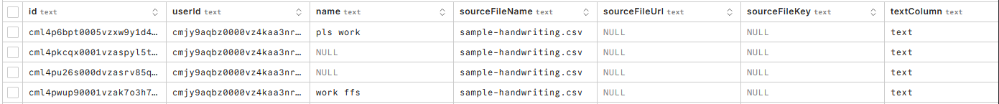 id text userId text name text sourceFileName text sourceFileUrl text sourceFileKey text textColumn text
cml4p6bpt0005vzxw9y1d4… cmjy9aqbz0000vz4kaa3nr… pls work sample-handwriting.csv NULL NULL text
cml4pkcqx0001vzaspyl5t… cmjy9aqbz0000vz4kaa3nr… NULL sample-handwriting.csv NULL NULL text
cml4pu26s000dvzasrv85q… cmjy9aqbz0000vz4kaa3nr… NULL sample-handwriting.csv NULL NULL text
cml4pwup90001vzak7o3h7… cmjy9aqbz0000vz4kaa3nr… work ffs sample-handwriting.csv NULL NULL text